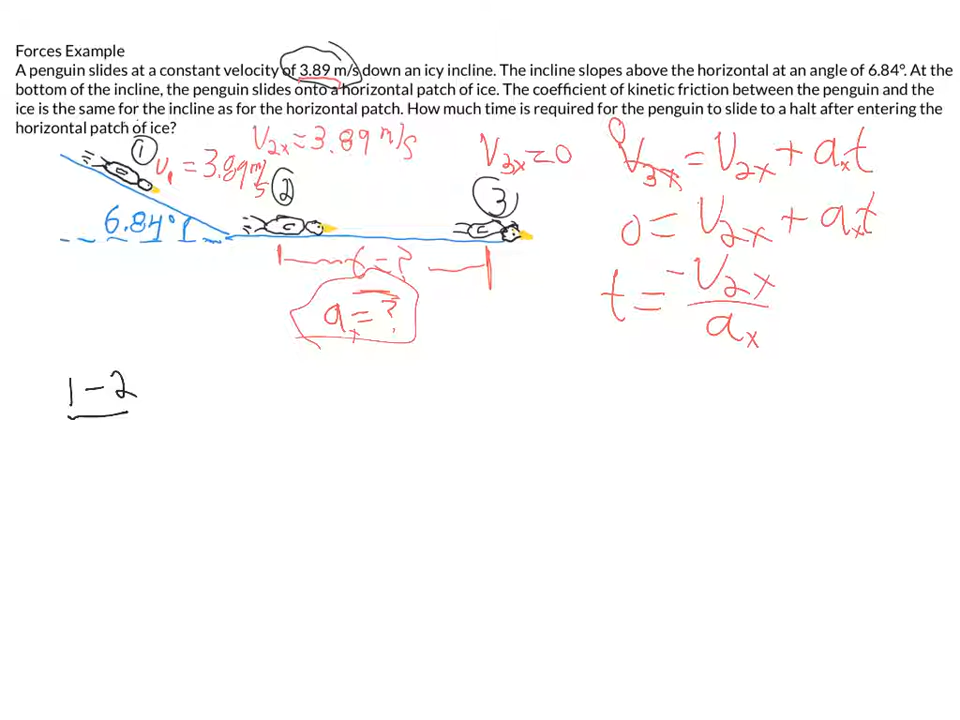 Forces Example
A penguin slides at a constant velocity of 3.89 m/s down an icy incline. The incline slopes above the horizontal at an angle of 6.84°. At the
bottom of the incline, the penguin slides onto a horizontal patch of ice. The coefficient of kinetic friction between the penguin and the
ice is the same for the incline as for the horizontal patch. How much time is required for the penguin to slide to a halt after entering the
horizontal patch of ice?
1
V₁ = 3.89 m/s
V₂ₓ = 3.89 m/s
2
V₃ₓ = 0
3
6.84°
t = ?
aₓ = ?
0
V₃ₓ = V₂ₓ + aₓt
0 = V₂ₓ + aₓt
t = -V₂ₓ / aₓ
1 - 2